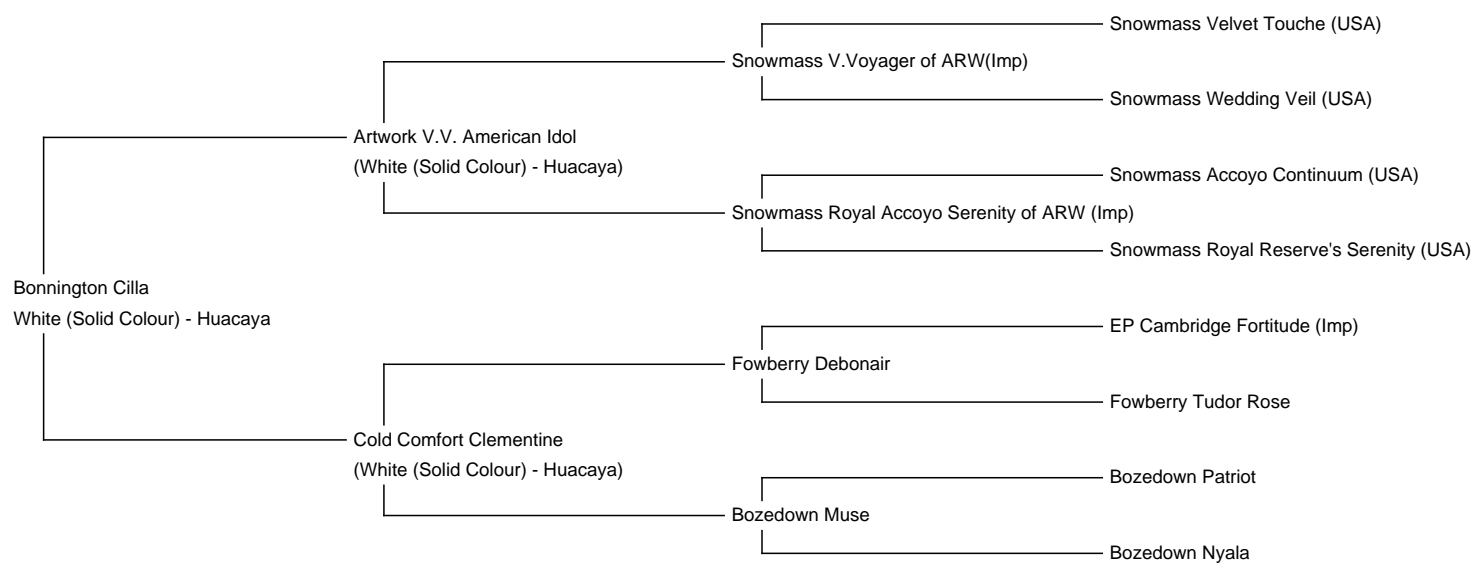 Snowmass Velvet Touche (USA)
Snowmass V.Voyager of ARW(Imp)
Snowmass Wedding Veil (USA)
Artwork V.V. American Idol
(White (Solid Colour) - Huacaya)
Snowmass Accoyo Continuum (USA)
Snowmass Royal Accoyo Serenity of ARW (Imp)
Snowmass Royal Reserve's Serenity (USA)
Bonnington Cilla
White (Solid Colour) - Huacaya
EP Cambridge Fortitude (Imp)
Fowberry Debonair
Fowberry Tudor Rose
Cold Comfort Clementine
(White (Solid Colour) - Huacaya)
Bozedown Patriot
Bozedown Muse
Bozedown Nyala